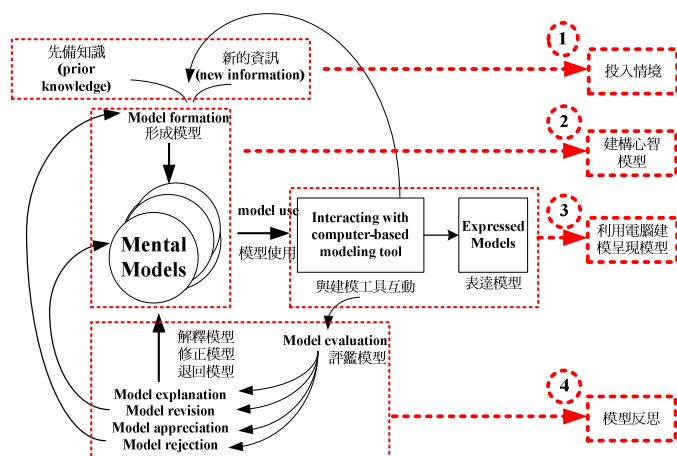 先備知識
(prior
knowledge)
新的資訊
(new information)
1
投入情境
Model formation
形成模型
2
建構心智
模型
Mental
Models
model use
模型使用
Interacting with
computer-based
modeling tool
Expressed
Models
3
利用電腦建
模呈現模型
與建模工具互動
表達模型
解釋模型
修正模型
退回模型
Model evaluation
評鑑模型
Model explanation
Model revision
Model appreciation
Model rejection
4
模型反思